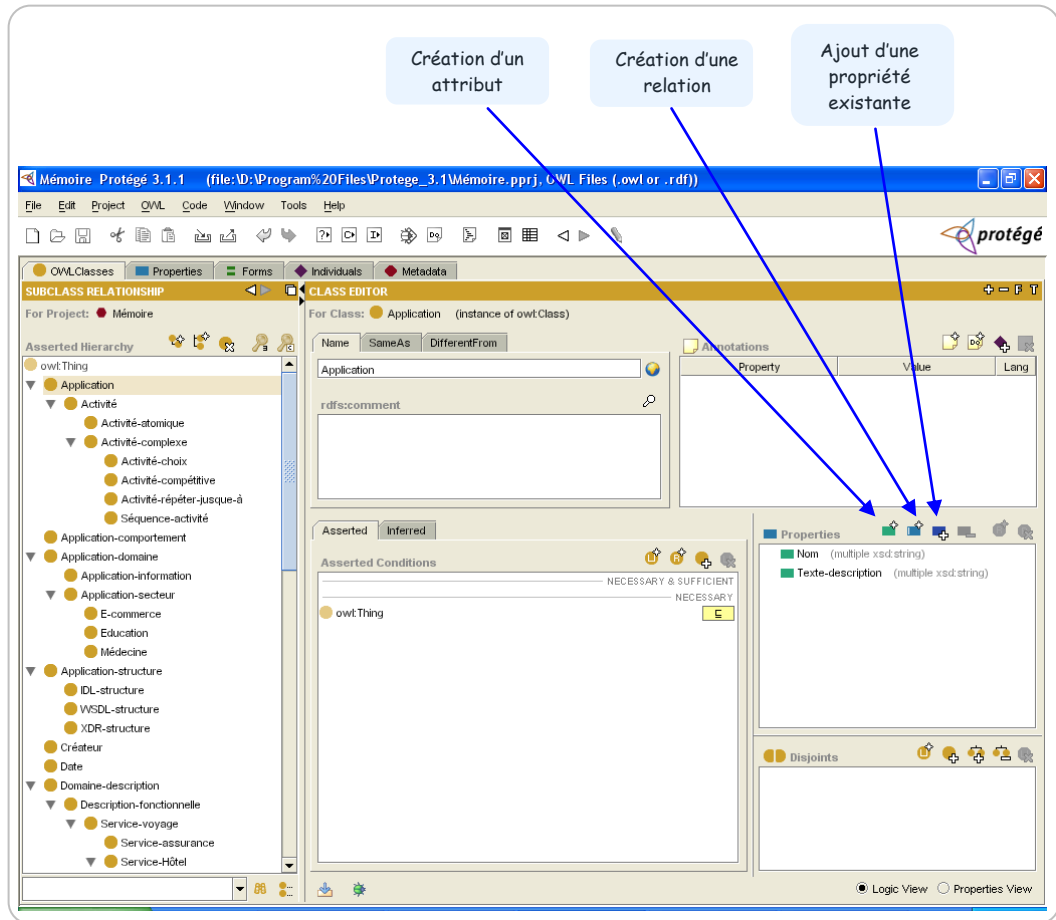 Création d'un
attribut
Création d'une
relation
Ajout d'une
propriété
existante
Mémoire Protégé 3.1.1 (file:\D:\Program%20Files\Protege_3.1\Mémoire.pprj, OWL Files (.owl or .rdf))
File Edit Project OWL Code Window Tools Help
protégé
OWLClasses Properties Forms Individuals Metadata
SUBCLASS RELATIONSHIP
For Project: Mémoire
Asserted Hierarchy
owl:Thing
Application
Activité
Activité-atomique
Activité-complexe
Activité-choix
Activité-compétitive
Activité-répéter-jusque-à
Séquence-activité
Application-comportement
Application-domaine
Application-information
Application-secteur
E-commerce
Education
Médecine
Application-structure
IDL-structure
WSDL-structure
XDR-structure
Créateur
Date
Domaine-description
Description-fonctionnelle
Service-voyage
Service-assurance
Service-Hôtel
CLASS EDITOR
For Class: Application (instance of owl:Class)
Name SameAs DifferentFrom
Application
rdfs:comment
Annotations
Property Value Lang
Asserted Inferred
Asserted Conditions
NECESSARY & SUFFICIENT
NECESSARY
owl:Thing
Properties
Nom (multiple xsd:string)
Texte-description (multiple xsd:string)
Disjoints
Logic View Properties View